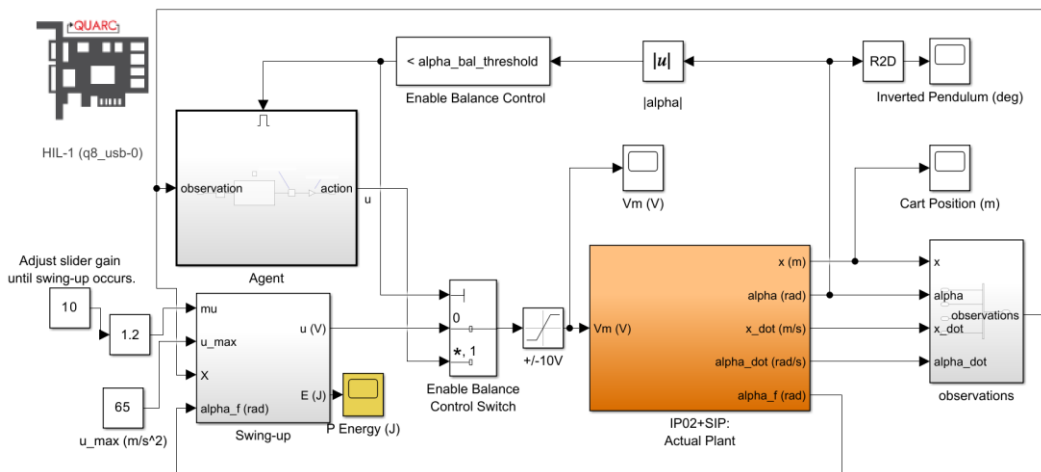 QUARC
HIL-1 (q8_usb-0)
< alpha_bal_threshold
Enable Balance Control
|u|
|alpha|
R2D
Inverted Pendulum (deg)
observation
action
u
Agent
Vm (V)
Cart Position (m)
Adjust slider gain
until swing-up occurs.
10
1.2
65
u_max (m/s^2)
mu
u_max
X
alpha_f (rad)
u (V)
E (J)
Swing-up
P Energy (J)
0
*, 1
Enable Balance
Control Switch
+/-10V
Vm (V)
x (m)
alpha (rad)
x_dot (m/s)
alpha_dot (rad/s)
alpha_f (rad)
IP02+SIP:
Actual Plant
x
alpha
x_dot
alpha_dot
observations
observations